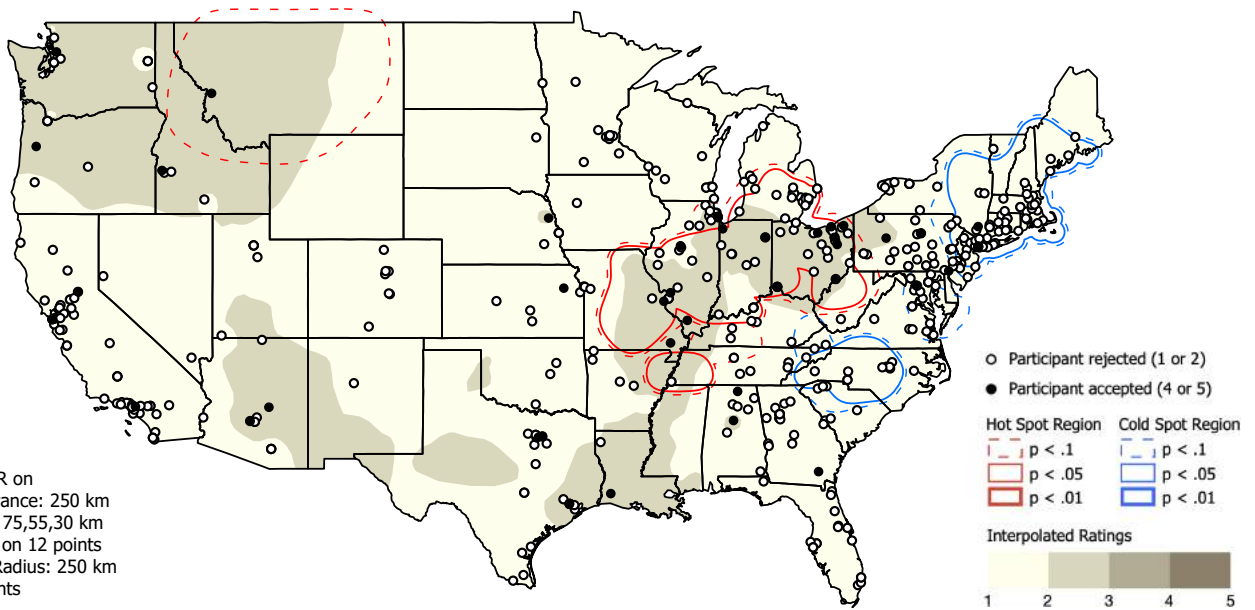 Participant rejected (1 or 2)
Participant accepted (4 or 5)
Hot Spot Region Cold Spot Region
p < .1 p < .1
p < .05 p < .05
p < .01 p < .01
Interpolated Ratings
1 2 3 4 5
R on
rance: 250 km
75,55,30 km
on 12 points
Radius: 250 km
nts